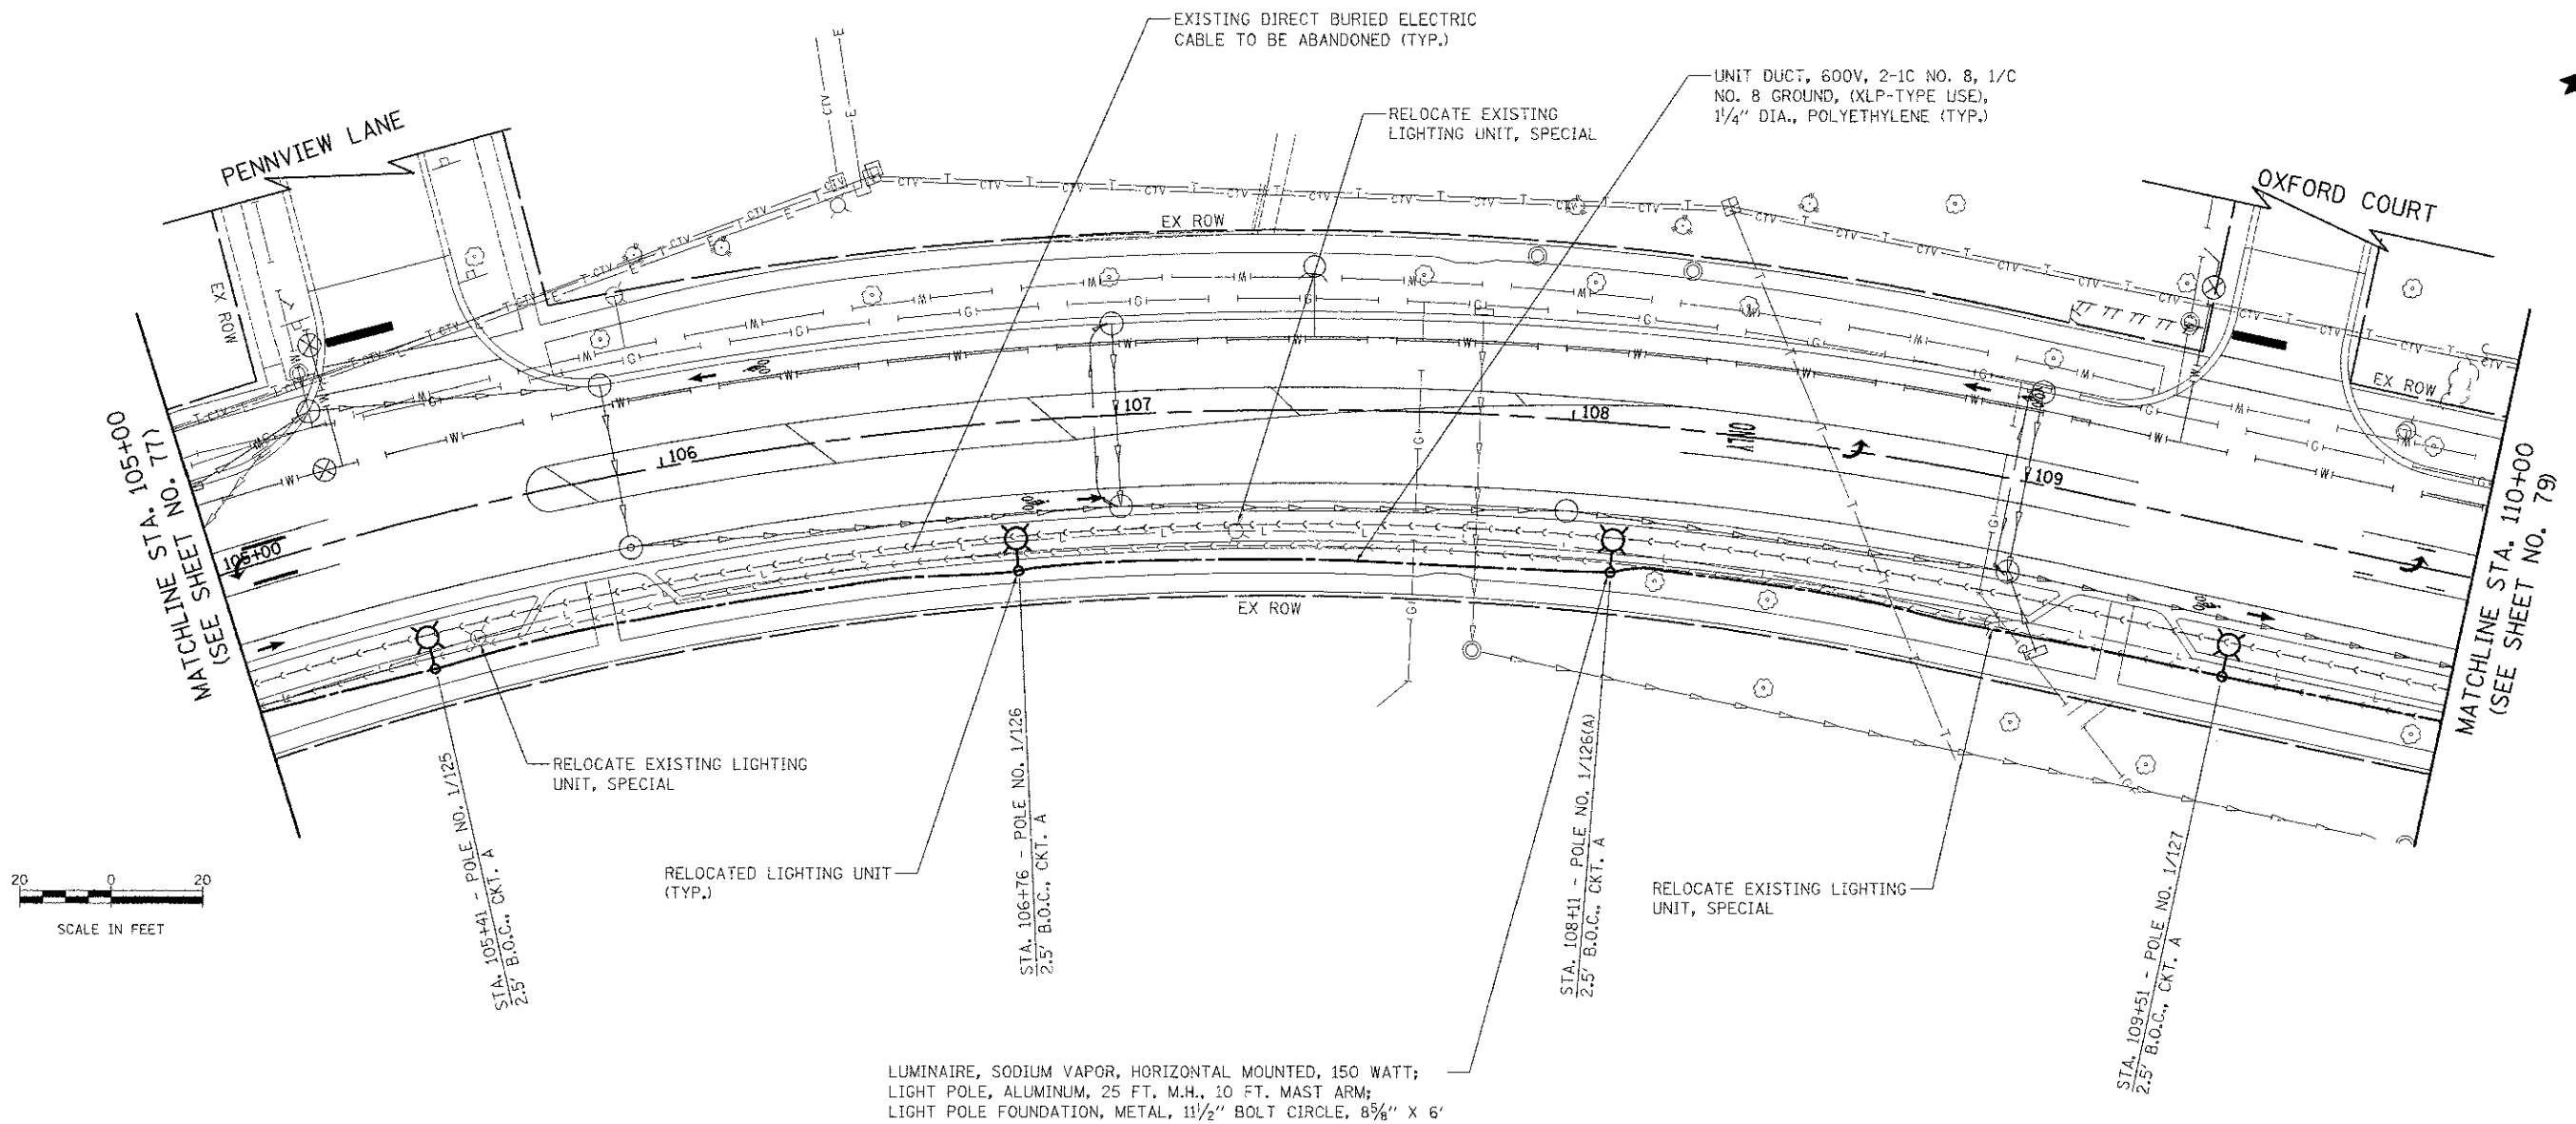 EXISTING DIRECT BURIED ELECTRIC
CABLE TO BE ABANDONED (TYP.)
UNIT DUCT, 600V, 2-1C NO. 8, 1/C
NO. 8 GROUND, (XLP-TYPE USE),
1 1/4" DIA., POLYETHYLENE (TYP.)
RELOCATE EXISTING
LIGHTING UNIT, SPECIAL
PENNVIEW LANE
OXFORD COURT
EX ROW
EX ROW
EX ROW
EX ROW
MATCHLINE STA. 105+00
(SEE SHEET NO. 77)
105+00
106
107
108
ONLY
109
MATCHLINE STA. 110+00
(SEE SHEET NO. 79)
RELOCATE EXISTING LIGHTING
UNIT, SPECIAL
RELOCATED LIGHTING UNIT
(TYP.)
RELOCATE EXISTING LIGHTING
UNIT, SPECIAL
STA. 105+41 - POLE NO. 1/125
2.5' B.O.C., CKT. A
STA. 106+76 - POLE NO. 1/126
2.5' B.O.C., CKT. A
STA. 108+11 - POLE NO. 1/126(A)
2.5' B.O.C., CKT. A
STA. 109+51 - POLE NO. 1/127
2.5' B.O.C., CKT. A
20 0 20
SCALE IN FEET
LUMINAIRE, SODIUM VAPOR, HORIZONTAL MOUNTED, 150 WATT;
LIGHT POLE, ALUMINUM, 25 FT. M.H., 10 FT. MAST ARM;
LIGHT POLE FOUNDATION, METAL, 11 1/2" BOLT CIRCLE, 8 5/8" X 6'